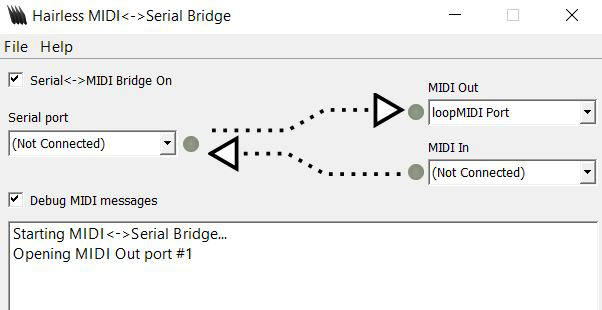 Hairless MIDI<->Serial Bridge
File Help
Serial<->MIDI Bridge On
MIDI Out
loopMIDI Port
Serial port
(Not Connected)
MIDI In
(Not Connected)
Debug MIDI messages
Starting MIDI<->Serial Bridge...
Opening MIDI Out port #1